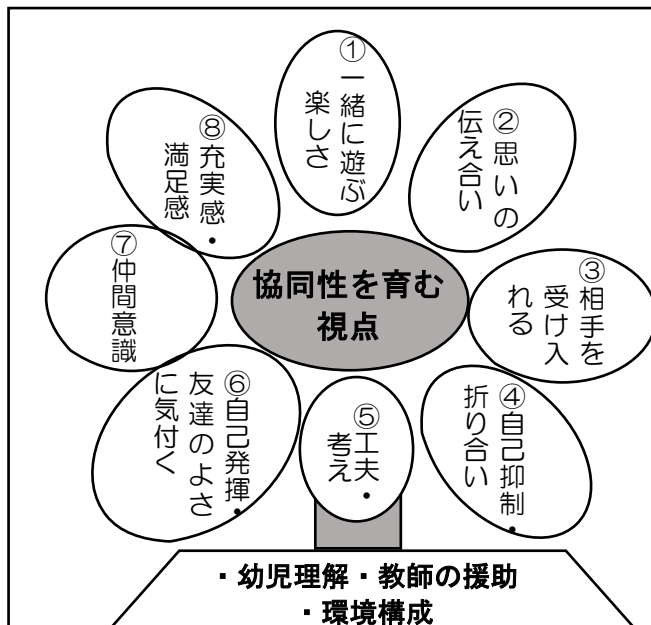 ①一緒に遊ぶ
楽しさ
②思いの
伝え合い
③相手を
受け入
れる
④自己抑制・
折り合い
⑤工夫・
考え
⑥自己発揮・
友達のよさ
に気付く
⑦仲間意識
⑧充実感・
満足感
協同性を育む
視点
・幼児理解・教師の援助
・環境構成